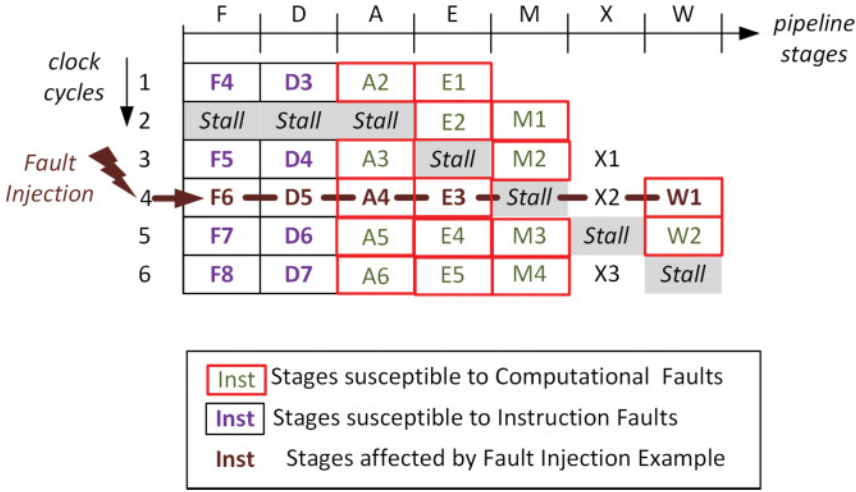 F D A E M X W
pipeline
stages
clock
cycles
1 F4 D3 A2 E1
2 Stall Stall Stall E2 M1
3 F5 D4 A3 Stall M2 X1
Fault
Injection
4 F6 D5 A4 E3 Stall X2 W1
5 F7 D6 A5 E4 M3 Stall W2
6 F8 D7 A6 E5 M4 X3 Stall
Inst Stages susceptible to Computational Faults
Inst Stages susceptible to Instruction Faults
Inst Stages affected by Fault Injection Example